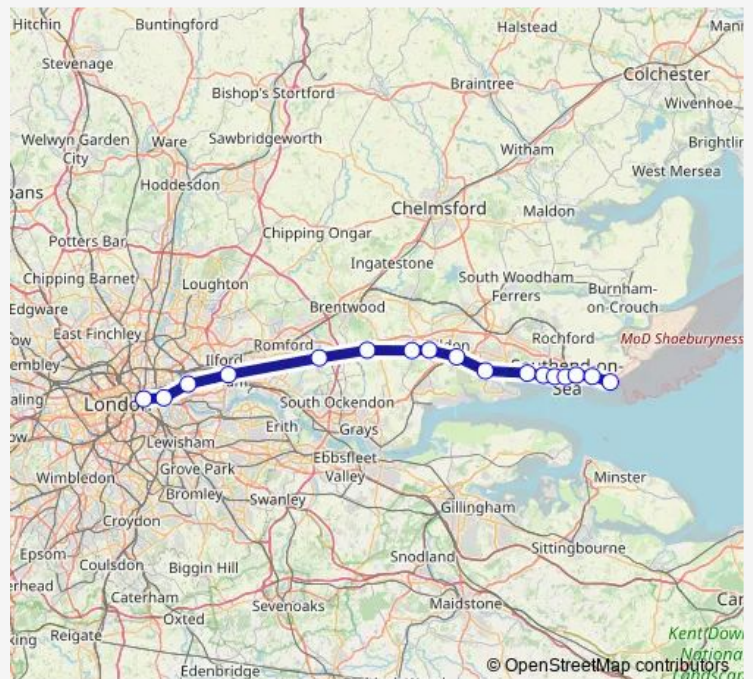 Hitchin
Buntingford
Halstead
Stevenage
Colchester
Braintree
Bishop's Stortford
Wivenhoe
Welwyn Garden
City
Ware
Sawbridgeworth
Witham
West Mersea
Hoddesdon
Chelmsford
Maldon
Potters Bar
Chipping Ongar
Ingatestone
Chipping Barnet
Loughton
South Woodham
Ferrers
Burnham-
on-Crouch
Edgware
Brentwood
East Finchley
Rochford
MoD Shoeburyness
Romford
Ilford
Southend-on-
Sea
London
South Ockendon
Erith
Grays
Lewisham
Ebbsfleet
Valley
Grove Park
Wimbledon
Bromley
Swanley
Minster
Gillingham
Croydon
Sittingbourne
Epsom
Coulsdon
Biggin Hill
Snodland
Caterham
Sevenoaks
Maidstone
Oxted
Reigate
Edenbridge
© OpenStreetMap contributors